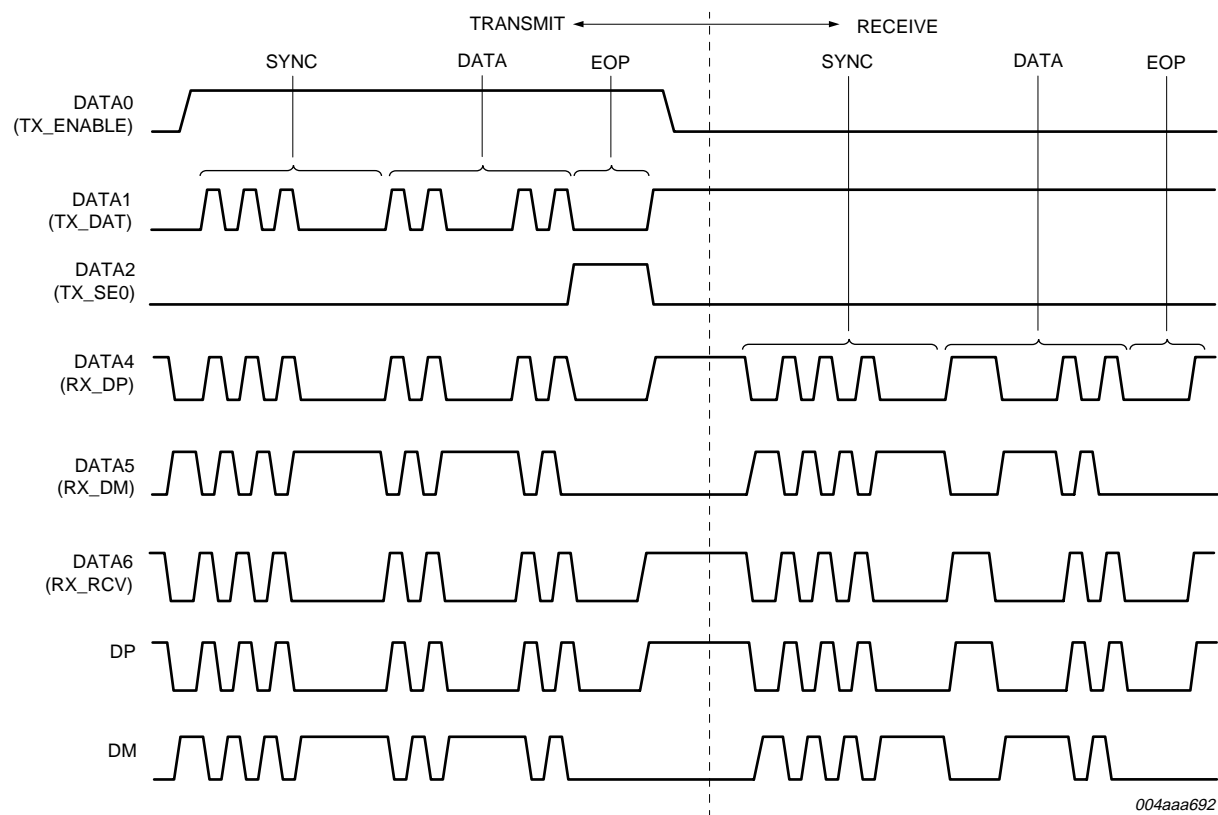 TRANSMIT RECEIVE
SYNC DATA EOP SYNC DATA EOP
DATA0
(TX_ENABLE)
DATA1
(TX_DAT)
DATA2
(TX_SE0)
DATA4
(RX_DP)
DATA5
(RX_DM)
DATA6
(RX_RCV)
DP
DM
004aaa692